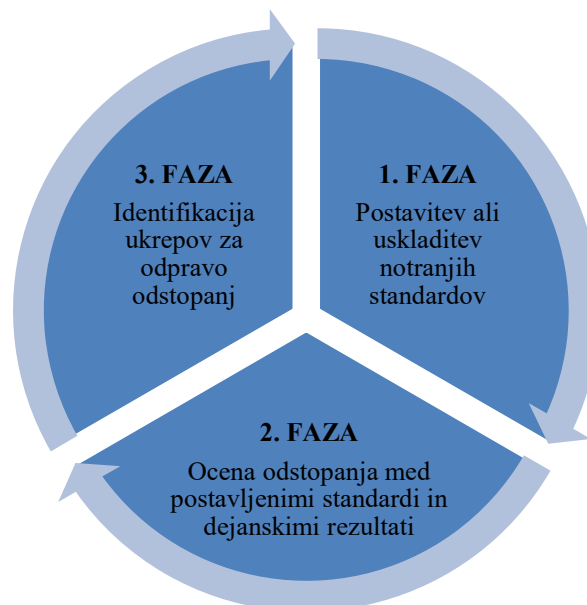 1. FAZA
Postavitev ali
uskladitev
notranjih
standardov
2. FAZA
Ocena odstopanja med
postavljenimi standardi in
dejanskimi rezultati
3. FAZA
Identifikacija
ukrepov za
odpravo
odstopanj